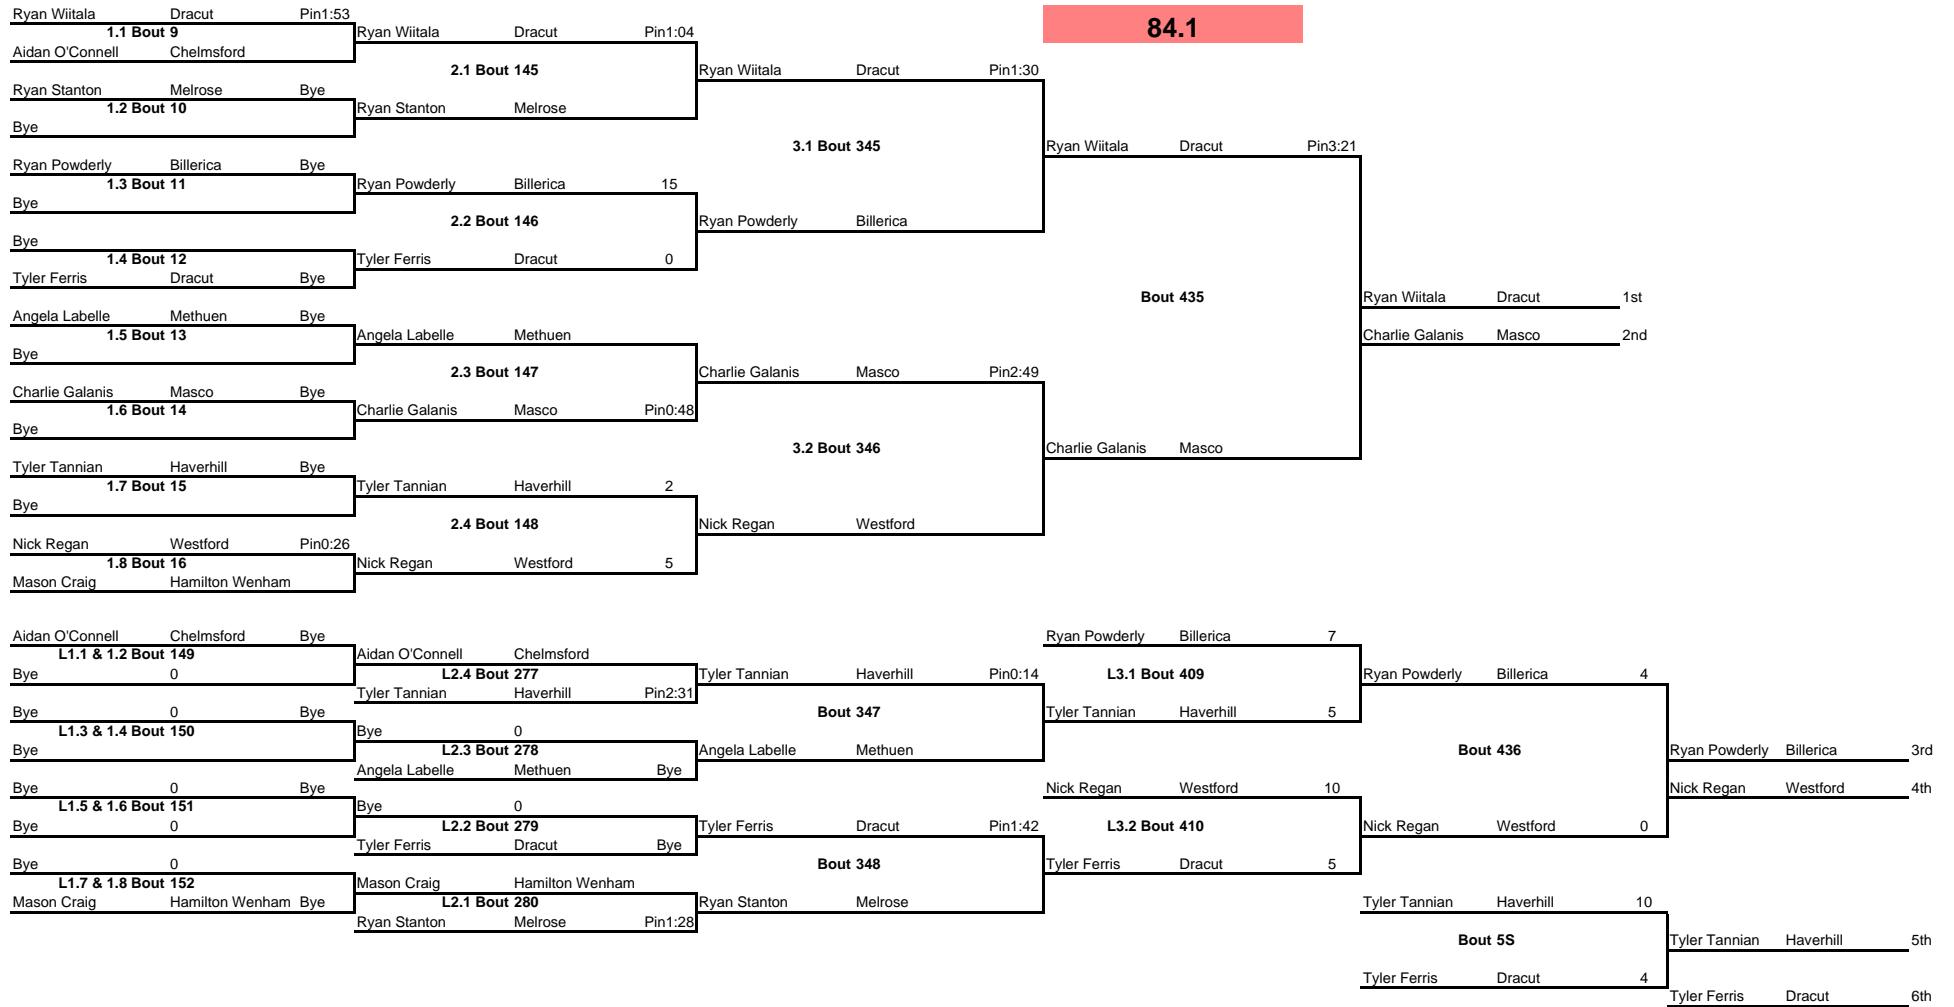 Ryan Wiitala Dracut Pin1:53
1.1 Bout 9
Aidan O'Connell Chelmsford
Ryan Stanton Melrose Bye
1.2 Bout 10
Bye
Ryan Powderly Billerica Bye
1.3 Bout 11
Bye
Bye
1.4 Bout 12
Tyler Ferris Dracut Bye
Angela Labelle Methuen Bye
1.5 Bout 13
Bye
Charlie Galanis Masco Bye
1.6 Bout 14
Bye
Tyler Tannian Haverhill Bye
1.7 Bout 15
Bye
Nick Regan Westford Pin0:26
1.8 Bout 16
Mason Craig Hamilton Wenham
Ryan Wiitala Dracut Pin1:04
2.1 Bout 145
Ryan Stanton Melrose
Ryan Powderly Billerica 15
2.2 Bout 146
Tyler Ferris Dracut 0
Angela Labelle Methuen
2.3 Bout 147
Charlie Galanis Masco Pin0:48
Tyler Tannian Haverhill 2
2.4 Bout 148
Nick Regan Westford 5
Ryan Wiitala Dracut Pin1:30
3.1 Bout 345
Ryan Powderly Billerica
Charlie Galanis Masco Pin2:49
3.2 Bout 346
Nick Regan Westford
84.1
Ryan Wiitala Dracut Pin3:21
Bout 435
Charlie Galanis Masco
Ryan Wiitala Dracut 1st
Charlie Galanis Masco 2nd
Aidan O'Connell Chelmsford Bye
L1.1 & 1.2 Bout 149
Bye 0
Bye 0 Bye
L1.3 & 1.4 Bout 150
Bye
Bye 0 Bye
L1.5 & 1.6 Bout 151
Bye 0
Bye 0
L1.7 & 1.8 Bout 152
Mason Craig Hamilton Wenham Bye
Aidan O'Connell Chelmsford
L2.4 Bout 277
Tyler Tannian Haverhill Pin2:31
Bye 0
L2.3 Bout 278
Angela Labelle Methuen Bye
Bye 0
L2.2 Bout 279
Tyler Ferris Dracut Bye
Mason Craig Hamilton Wenham
L2.1 Bout 280
Ryan Stanton Melrose Pin1:28
Tyler Tannian Haverhill Pin0:14
Bout 347
Angela Labelle Methuen
Tyler Ferris Dracut Pin1:42
Bout 348
Ryan Stanton Melrose
Ryan Powderly Billerica 7
L3.1 Bout 409
Tyler Tannian Haverhill 5
Nick Regan Westford 10
L3.2 Bout 410
Tyler Ferris Dracut 5
Ryan Powderly Billerica 4
Bout 436
Nick Regan Westford 0
Ryan Powderly Billerica 3rd
Nick Regan Westford 4th
Tyler Tannian Haverhill 10
Bout 5S
Tyler Ferris Dracut 4
Tyler Tannian Haverhill 5th
Tyler Ferris Dracut 6th